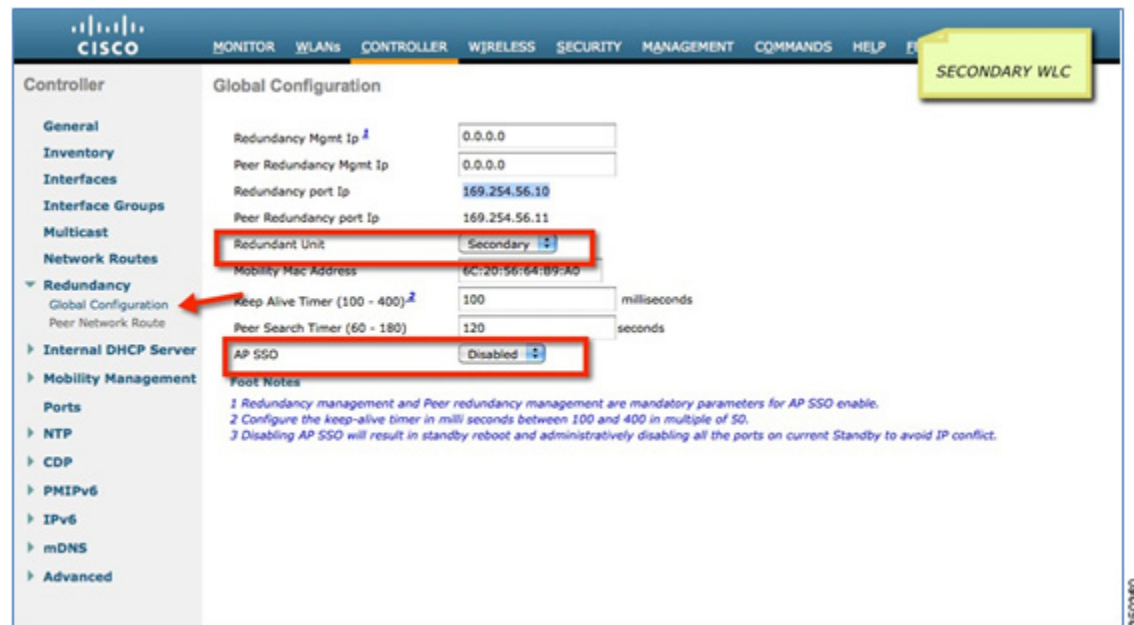 CISCO
MONITOR WLANs CONTROLLER WIRELESS SECURITY MANAGEMENT COMMANDS HELP
SECONDARY WLC
Controller
General
Inventory
Interfaces
Interface Groups
Multicast
Network Routes
Redundancy
Global Configuration
Peer Network Route
Internal DHCP Server
Mobility Management
Ports
NTP
CDP
PMIPv6
IPv6
mDNS
Advanced
Global Configuration
Redundancy Mgmt Ip 1 0.0.0.0
Peer Redundancy Mgmt Ip 0.0.0.0
Redundancy port Ip 169.254.56.10
Peer Redundancy port Ip 169.254.56.11
Redundant Unit Secondary
Mobility Mac Address 6C:20:56:64:B9:A0
Keep Alive Timer (100 - 400) 2 100 milliseconds
Peer Search Timer (60 - 180) 120 seconds
AP SSO Disabled
Foot Notes
1 Redundancy management and Peer redundancy management are mandatory parameters for AP SSO enable.
2 Configure the keep-alive timer in milli seconds between 100 and 400 in multiple of 50.
3 Disabling AP SSO will result in standby reboot and administratively disabling all the ports on current Standby to avoid IP conflict.